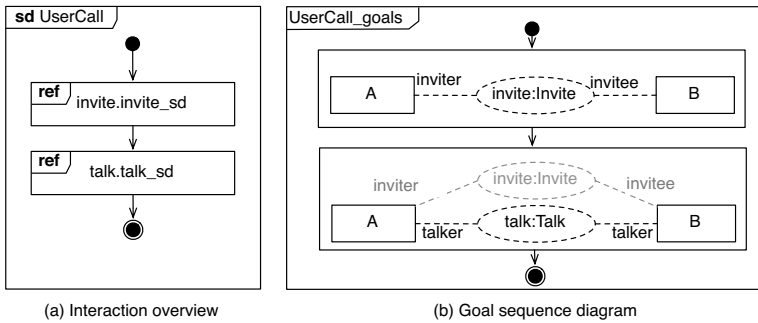 sd UserCall
ref
invite.invite_sd
ref
talk.talk_sd
(a) Interaction overview
UserCall_goals
A
inviter
invite:Invite
invitee
B
invite:Invite
inviter
invitee
A
talker
talk:Talk
talker
B
(b) Goal sequence diagram